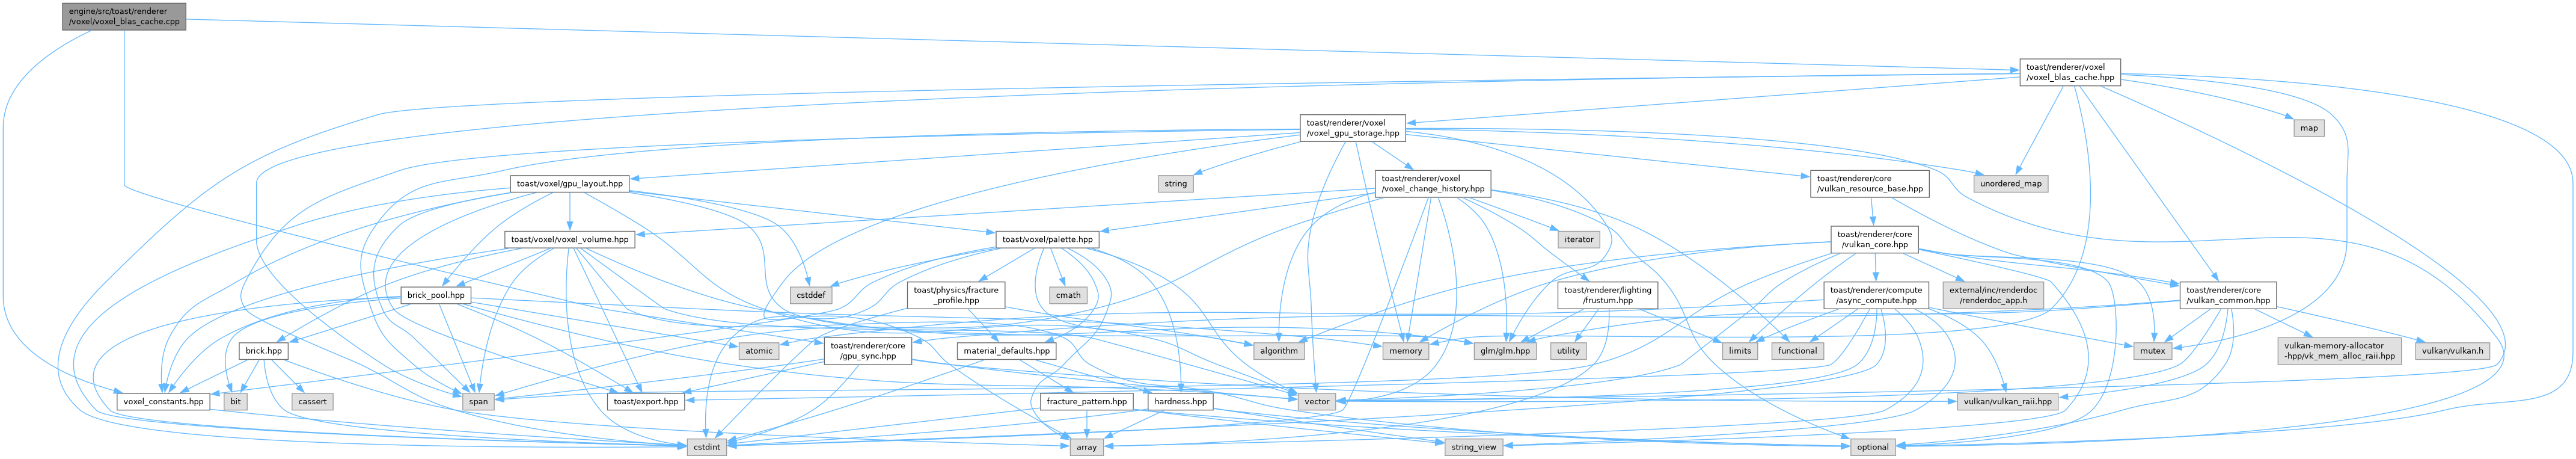 engine/src/toast/renderer
/voxel/voxel_blas_cache.cpp
toast/renderer/voxel
/voxel_blas_cache.hpp
toast/renderer/voxel
/voxel_gpu_storage.hpp
map
toast/voxel/gpu_layout.hpp
string
toast/renderer/voxel
/voxel_change_history.hpp
toast/renderer/core
/vulkan_resource_base.hpp
unordered_map
toast/voxel/voxel_volume.hpp
toast/voxel/palette.hpp
iterator
toast/renderer/core
/vulkan_core.hpp
brick_pool.hpp
cstddef
toast/physics/fracture
_profile.hpp
cmath
toast/renderer/lighting
/frustum.hpp
toast/renderer/compute
/async_compute.hpp
external/inc/renderdoc
/renderdoc_app.h
toast/renderer/core
/vulkan_common.hpp
brick.hpp
atomic
toast/renderer/core
/gpu_sync.hpp
material_defaults.hpp
algorithm
memory
glm/glm.hpp
utility
limits
functional
mutex
vulkan-memory-allocator
-hpp/vk_mem_alloc_raii.hpp
vulkan/vulkan.h
voxel_constants.hpp
bit
cassert
span
toast/export.hpp
fracture_pattern.hpp
hardness.hpp
vector
vulkan/vulkan_raii.hpp
cstdint
array
string_view
optional